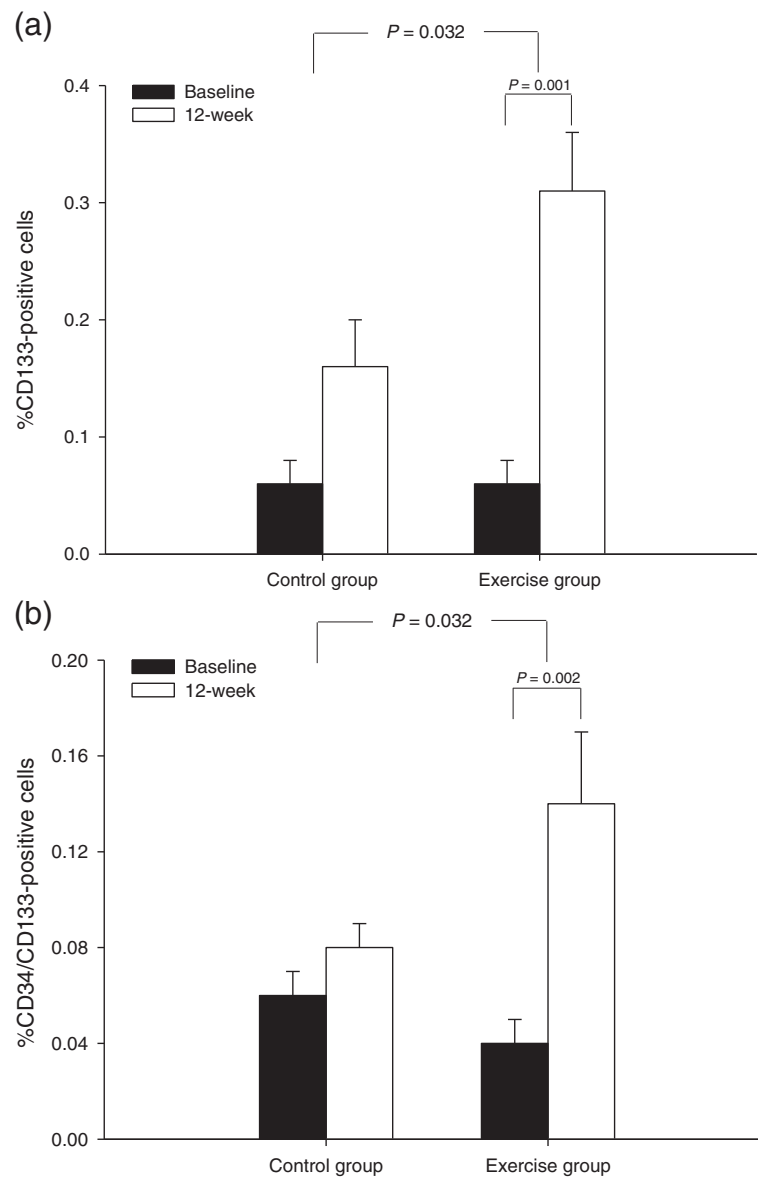 (a)
P = 0.032
P = 0.001
Baseline
12-week
0.4
0.3
0.2
0.1
0.0
%CD133-positive cells
Control group
Exercise group
(b)
P = 0.032
P = 0.002
Baseline
12-week
0.20
0.16
0.12
0.08
0.04
0.00
%CD34/CD133-positive cells
Control group
Exercise group